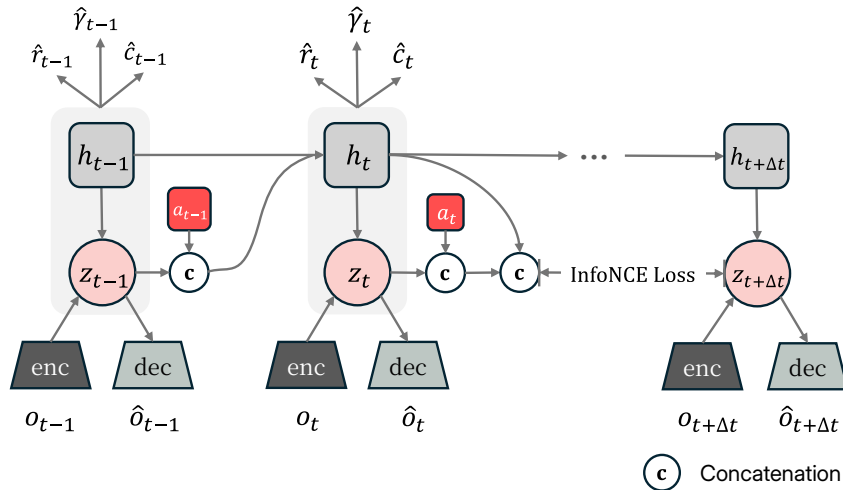 γ̂_{t−1} γ̂_t
r̂_{t−1} ĉ_{t−1} r̂_t ĉ_t
h_{t−1} h_t ... h_{t+Δt}
a_{t−1} a_t
z_{t−1} c z_t c c InfoNCE Loss z_{t+Δt}
enc dec enc dec enc dec
o_{t−1} ô_{t−1} o_t ô_t o_{t+Δt} ô_{t+Δt}
c Concatenation